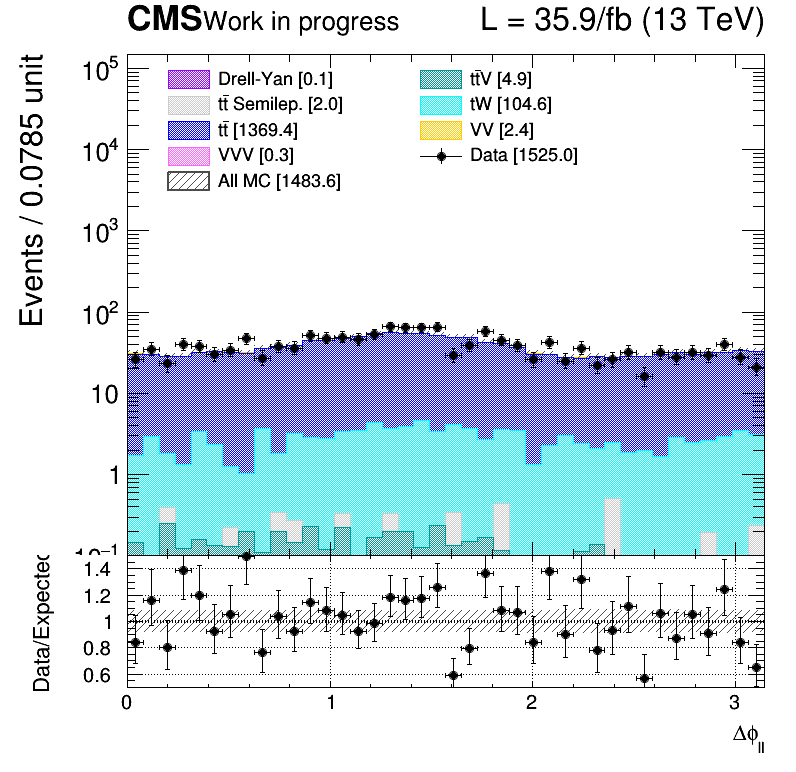 CMS Work in progress L = 35.9/fb (13 TeV)
Events / 0.0785 unit
10⁵
10⁴
10³
10²
10
1
10⁻¹
Drell-Yan [0.1]
tt̄ Semilep. [2.0]
tt̄ [1369.4]
VVV [0.3]
All MC [1483.6]
tt̄V [4.9]
tW [104.6]
VV [2.4]
Data [1525.0]
Data/Expected
1.4
1.2
1
0.8
0.6
0 1 2 3
Δϕ_ll